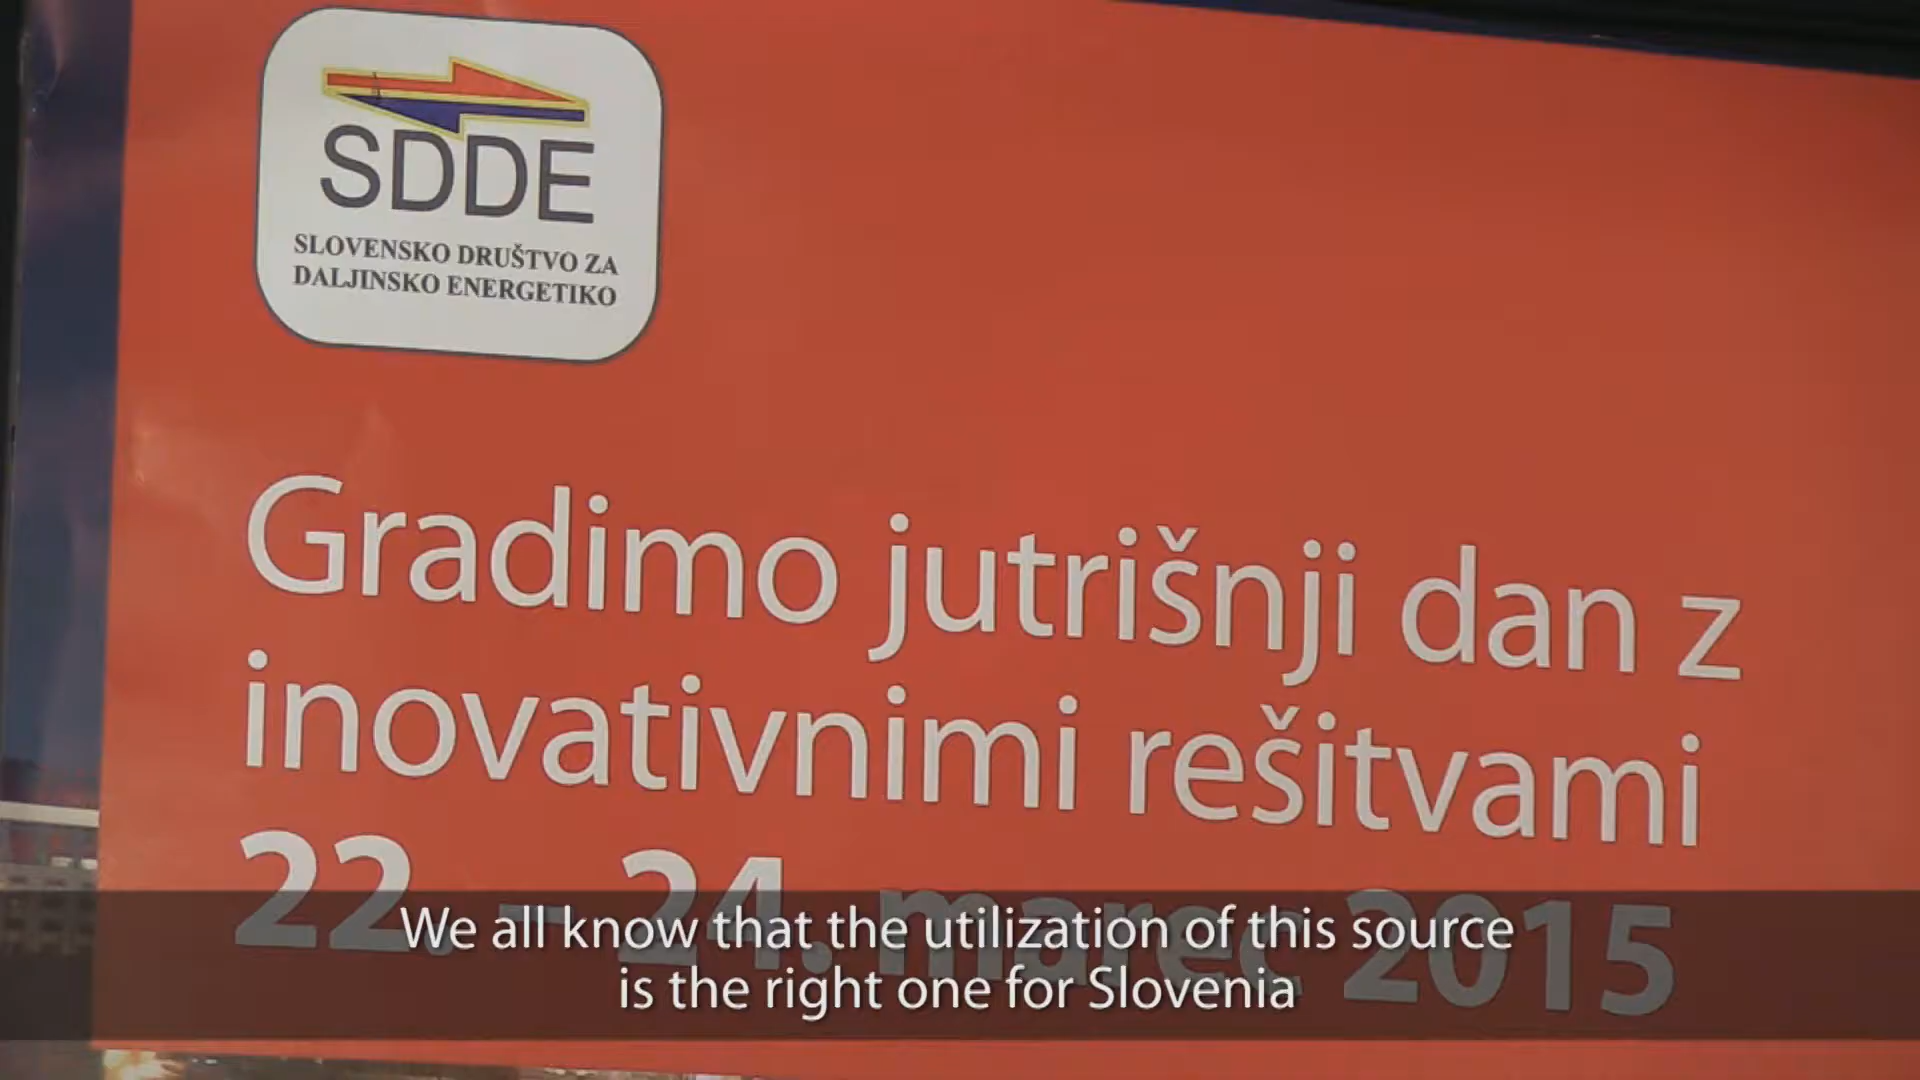 SDDE
SLOVENSKO DRUŠTVO ZA
DALJINSKO ENERGETIKO
Gradimo jutrišnji dan z
inovativnimi rešitvami
22. – 24. marec 2015
We all know that the utilization of this source
is the right one for Slovenia